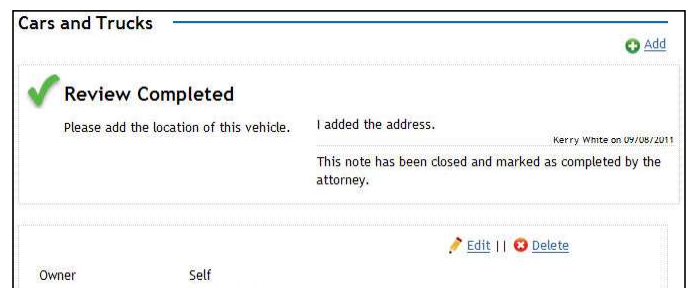 Cars and Trucks
Add
Review Completed
Please add the location of this vehicle.
I added the address.
Kerry White on 09/08/2011
This note has been closed and marked as completed by the
attorney.
Edit || Delete
Owner Self